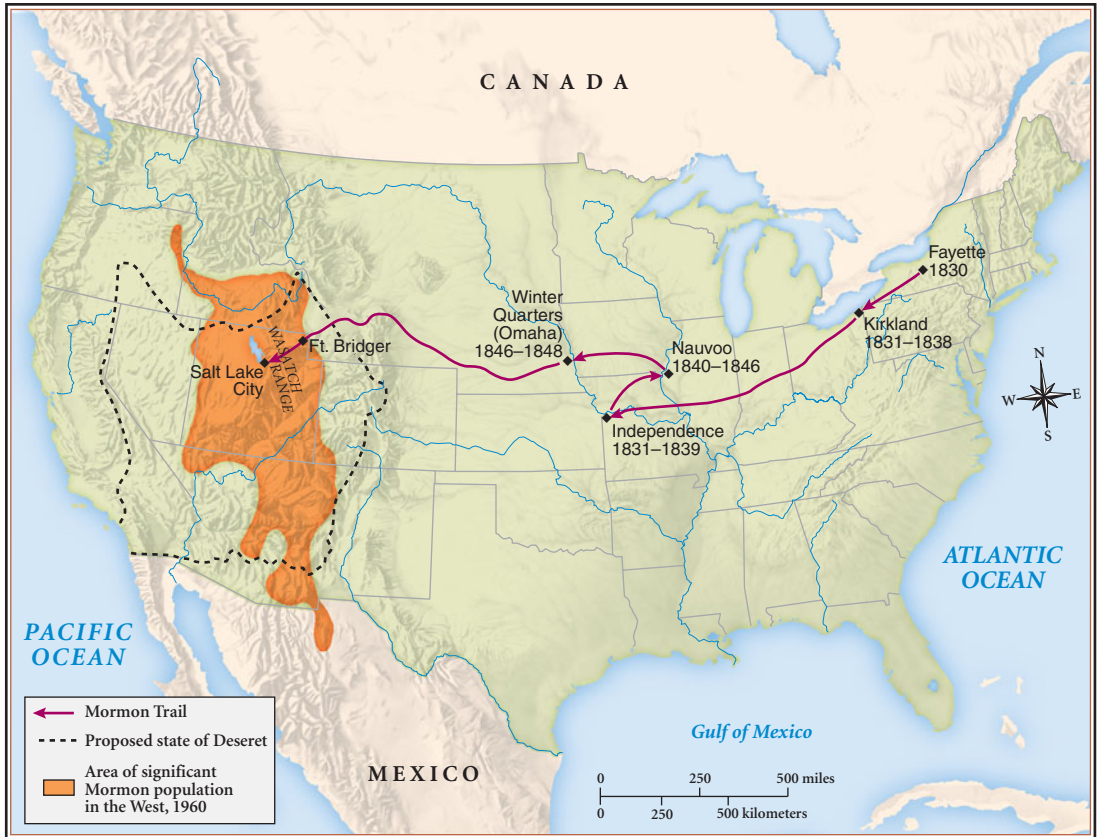 CANADA
Fayette
1830
Kirkland
1831–1838
Winter
Quarters
(Omaha)
1846–1848
Nauvoo
1840–1846
Independence
1831–1839
Ft. Bridger
WASATCH
RANGE
Salt Lake
City
N
W
E
S
ATLANTIC
OCEAN
PACIFIC
OCEAN
Gulf of Mexico
MEXICO
Mormon Trail
Proposed state of Deseret
Area of significant
Mormon population
in the West, 1960
0 250 500 miles
0 250 500 kilometers